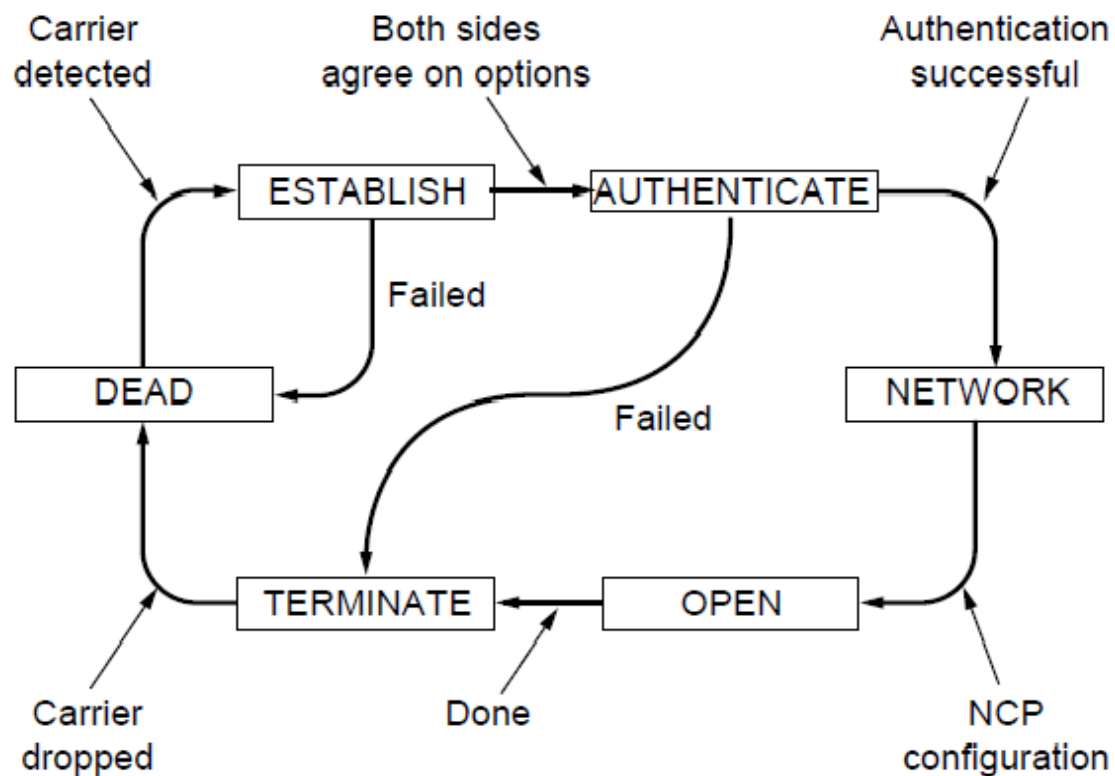 Carrier
detected
Both sides
agree on options
Authentication
successful
ESTABLISH
AUTHENTICATE
Failed
DEAD
NETWORK
Failed
TERMINATE
OPEN
Carrier
dropped
Done
NCP
configuration